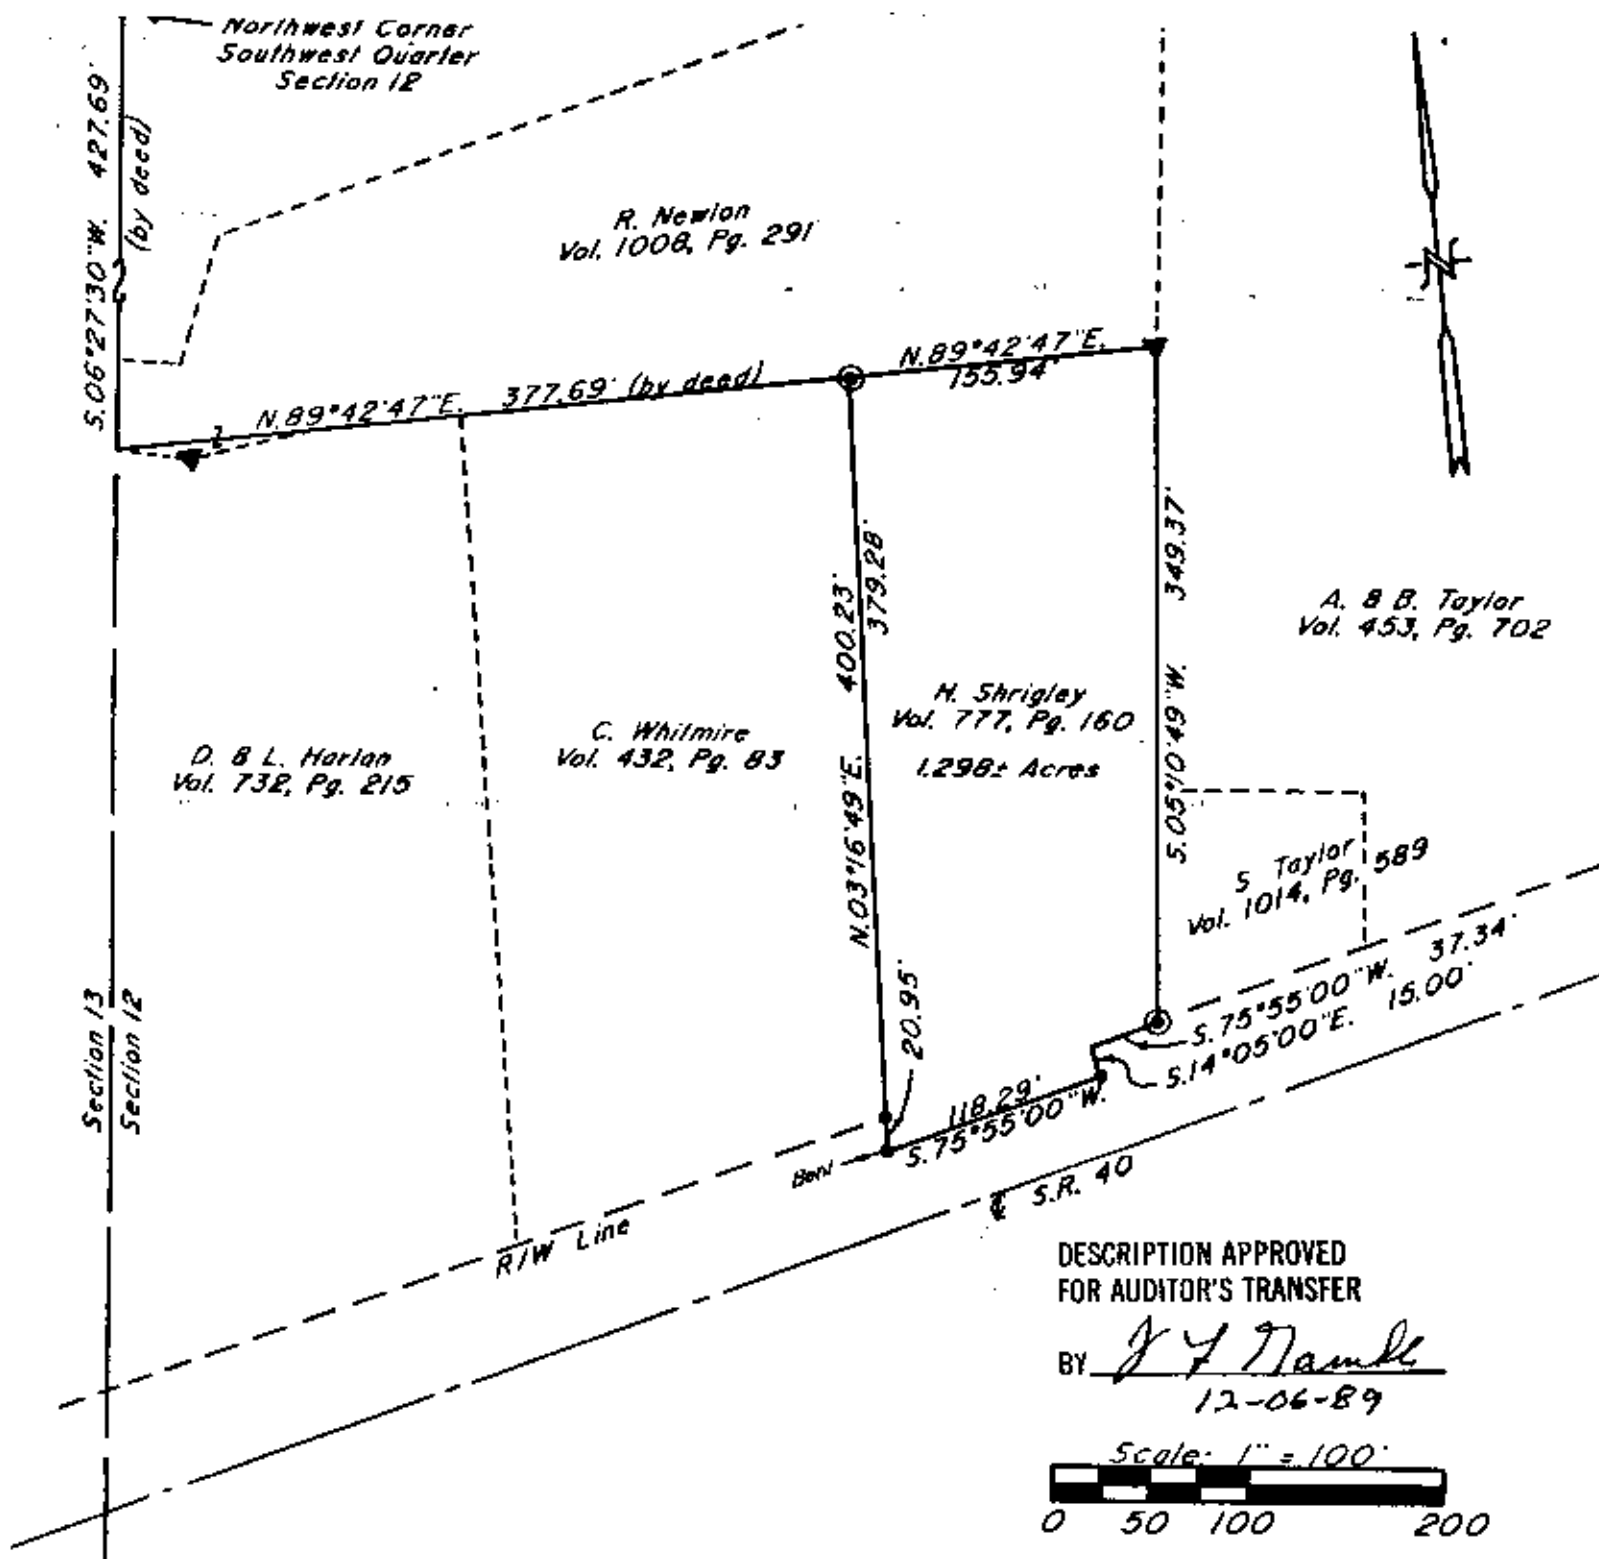 Northwest Corner
Southwest Quarter
Section 12
S.06°27'30"W. 427.69'
(by deed)
R. Newlon
Vol. 1008, Pg. 291
N.89°42'47"E. 377.69' (by deed)
N.89°42'47"E.
155.94'
N.03°16'49"E. 400.23'
379.28'
20.95'
S.05°10'49"W. 349.37'
A. & B. Taylor
Vol. 453, Pg. 702
H. Shrigley
Vol. 777, Pg. 160
1.298± Acres
C. Whitmire
Vol. 432, Pg. 83
D. & L. Harlan
Vol. 732, Pg. 215
S Taylor
Vol. 1014, Pg. 589
S.75°55'00"W. 37.34'
S.14°05'00"E. 15.00'
118.29'
S.75°55'00"W.
Section 13
Section 12
Bent
R/W Line
S.R. 40
DESCRIPTION APPROVED
FOR AUDITOR'S TRANSFER
BY
12-06-89
Scale: 1" = 100'
0 50 100 200